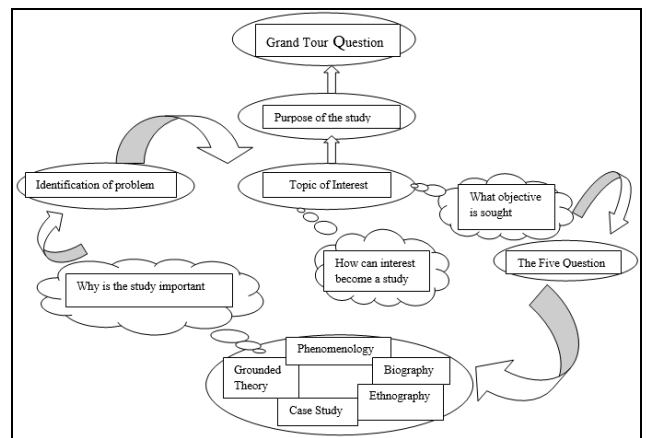 Grand Tour Question
Purpose of the study
Identification of problem
Topic of Interest
What objective
is sought
How can interest
become a study
The Five Question
Why is the study important
Phenomenology
Grounded
Theory
Biography
Ethnography
Case Study